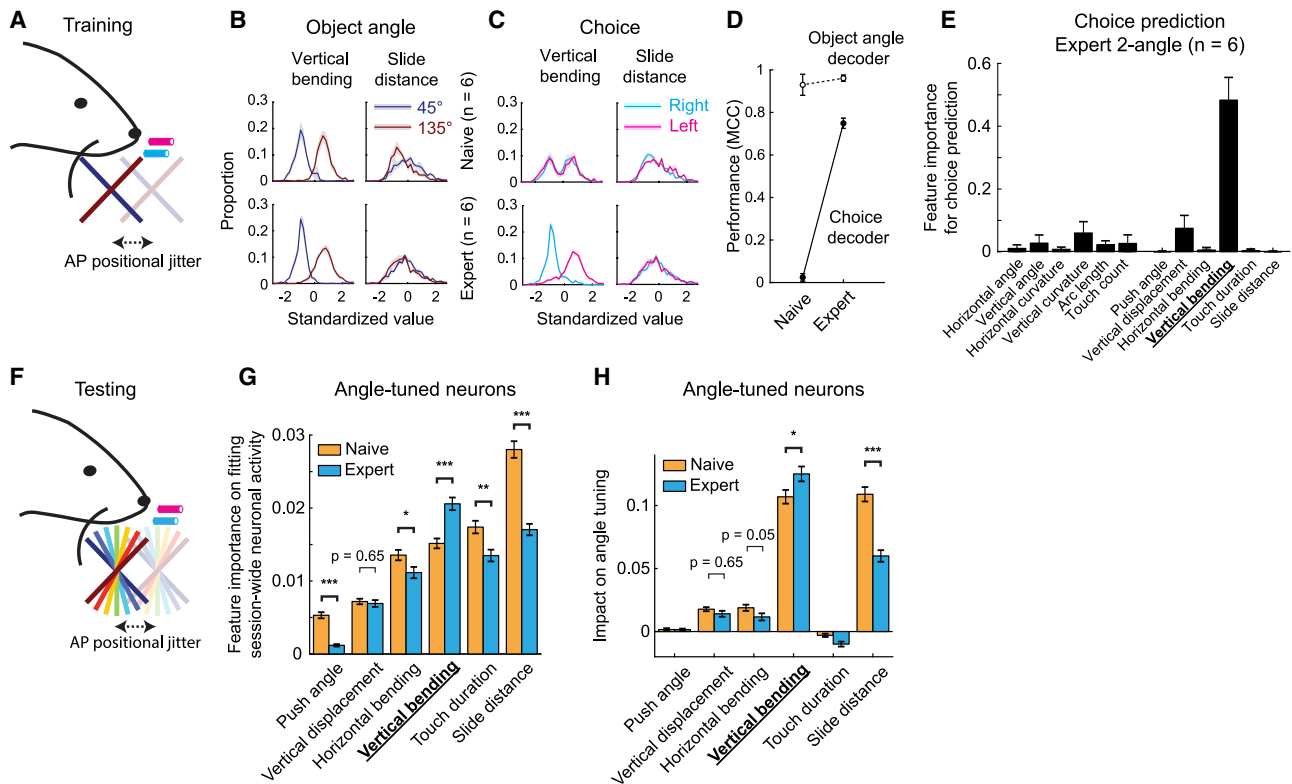 A
Training
AP positional jitter
B
Object angle
Vertical bending
Slide distance
45°
135°
0.3
0.2
0.1
0
0.3
0.2
0.1
0
Proportion
-2 0 2
-2 0 2
Standardized value
C
Choice
Vertical bending
Slide distance
Right
Left
Naive (n = 6)
Expert (n = 6)
0.3
0.2
0.1
0
0.3
0.2
0.1
0
-2 0 2
-2 0 2
Standardized value
D
Object angle
decoder
Performance (MCC)
1
0.8
0.6
0.4
0.2
0
Choice
decoder
Naive
Expert
E
Choice prediction
Expert 2-angle (n = 6)
Feature importance
for choice prediction
0.6
0.4
0.2
0
Horizontal angle
Vertical angle
Horizontal curvature
Vertical curvature
Arc length
Touch count
Push angle
Vertical displacement
Horizontal bending
Vertical bending
Touch duration
Slide distance
F
Testing
AP positional jitter
G
Angle-tuned neurons
Feature importance on fitting
session-wide neuronal activity
0.03
0.02
0.01
0
Naive
Expert
***
p = 0.65
*
***
**
***
Push angle
Vertical displacement
Horizontal bending
Vertical bending
Touch duration
Slide distance
H
Angle-tuned neurons
Impact on angle tuning
0.1
0.05
0
Naive
Expert
p = 0.65
p = 0.05
*
***
Push angle
Vertical displacement
Horizontal bending
Vertical bending
Touch duration
Slide distance